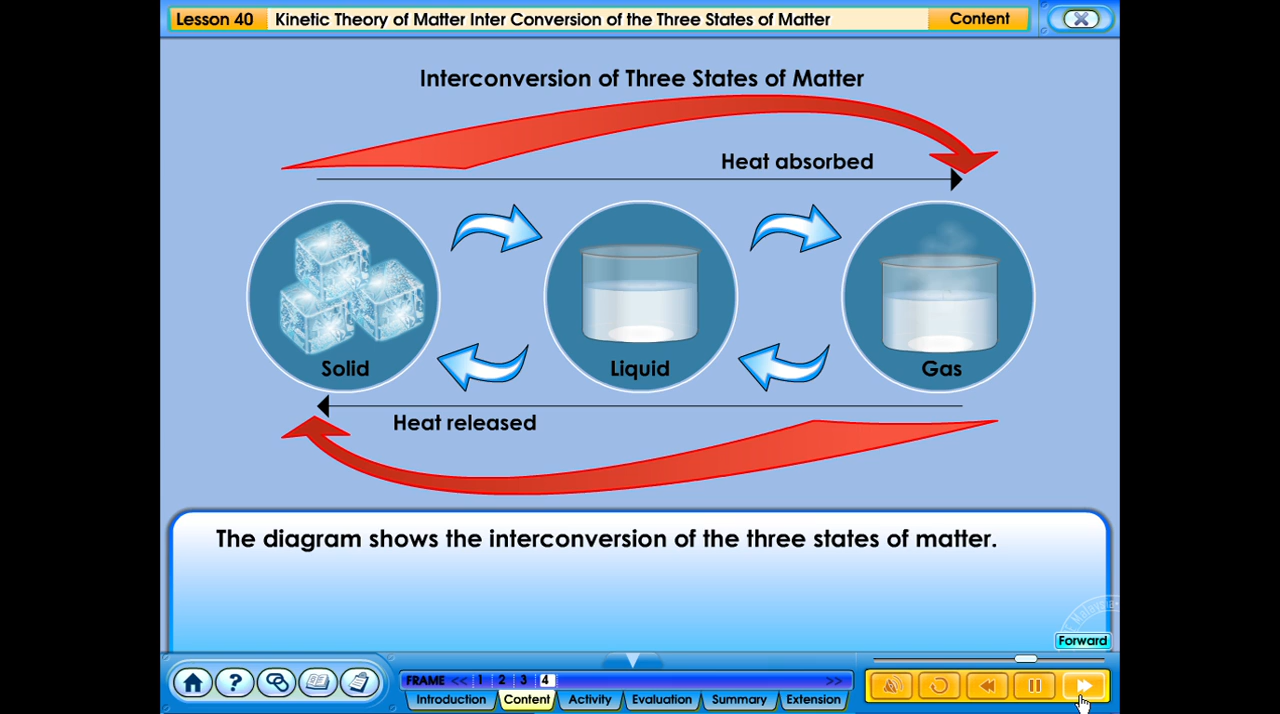 Lesson 40 Kinetic Theory of Matter Inter Conversion of the Three States of Matter Content
Interconversion of Three States of Matter
Heat absorbed
Solid Liquid Gas
Heat released
The diagram shows the interconversion of the three states of matter.
Forward
FRAME << 1 2 3 4 >>
Introduction Content Activity Evaluation Summary Extension